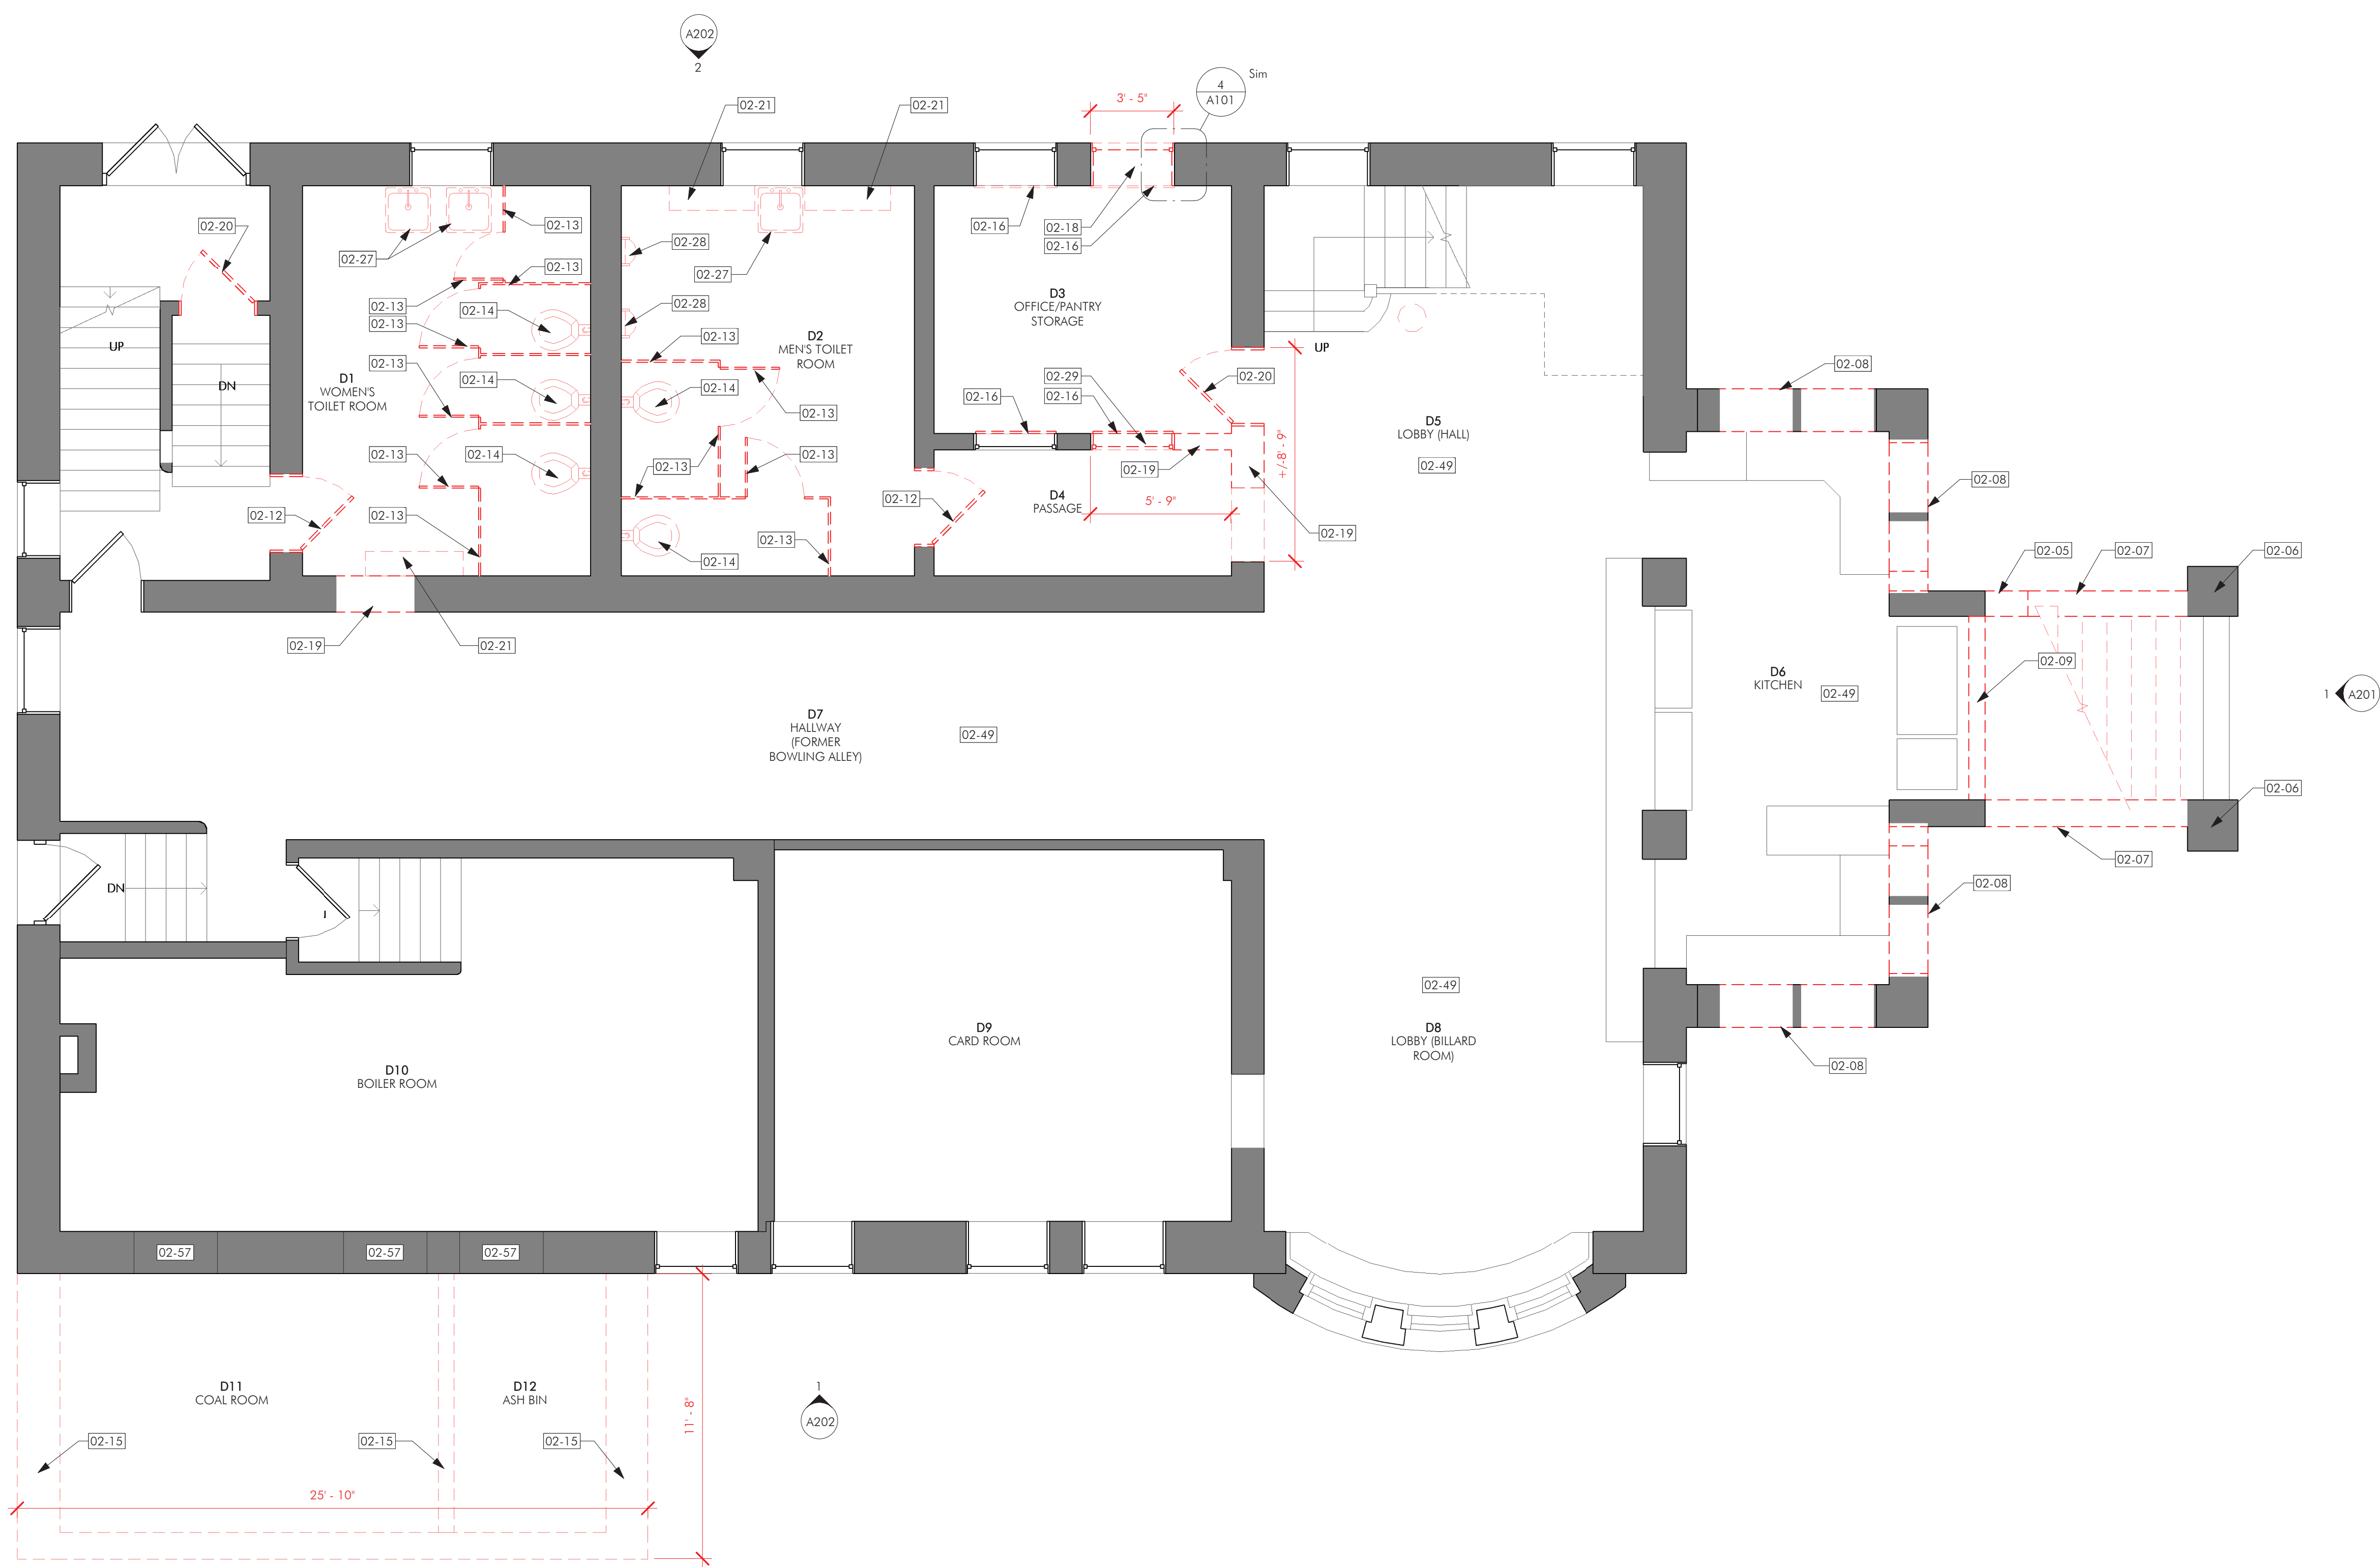 A202
2
Sim
4
A101
3' - 5"
02-21
02-21
02-20
02-27
02-13
02-28
02-27
02-16
02-18
02-16
02-13
02-13
02-13
02-14
02-28
D3
OFFICE/PANTRY
STORAGE
UP
DN
D1
WOMEN'S
TOILET ROOM
02-13
02-14
02-13
D2
MEN'S TOILET
ROOM
02-14
02-13
02-29
02-16
02-16
02-20
UP
02-08
+/-8' - 9"
D5
LOBBY (HALL)
02-49
02-13
02-14
02-13
02-13
02-19
02-08
02-12
02-13
02-12
D4
PASSAGE
5' - 9"
02-19
02-13
02-14
02-05
02-07
02-06
02-19
02-21
02-09
D6
KITCHEN
02-49
1
A201
D7
HALLWAY
(FORMER
BOWLING ALLEY)
02-49
02-06
02-07
DN
02-08
02-49
D10
BOILER ROOM
D9
CARD ROOM
D8
LOBBY (BILLARD
ROOM)
02-08
02-57
02-57
02-57
D11
COAL ROOM
D12
ASH BIN
11' - 8"
1
A202
02-15
02-15
02-15
25' - 10"